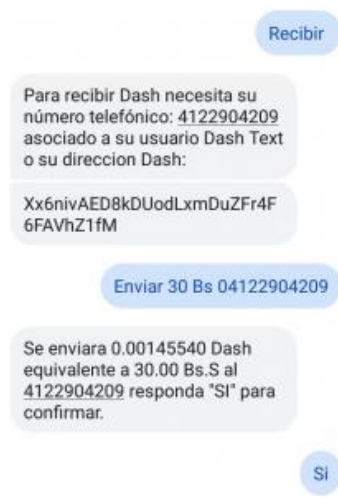 Recibir
Para recibir Dash necesita su
número telefónico: 4122904209
asociado a su usuario Dash Text
o su direccion Dash:
Xx6nivAED8kDUodLxmDuZFr4F
6FAVhZ1fM
Enviar 30 Bs 04122904209
Se enviara 0.00145540 Dash
equivalente a 30.00 Bs.S al
4122904209 responda "SI" para
confirmar.
Si